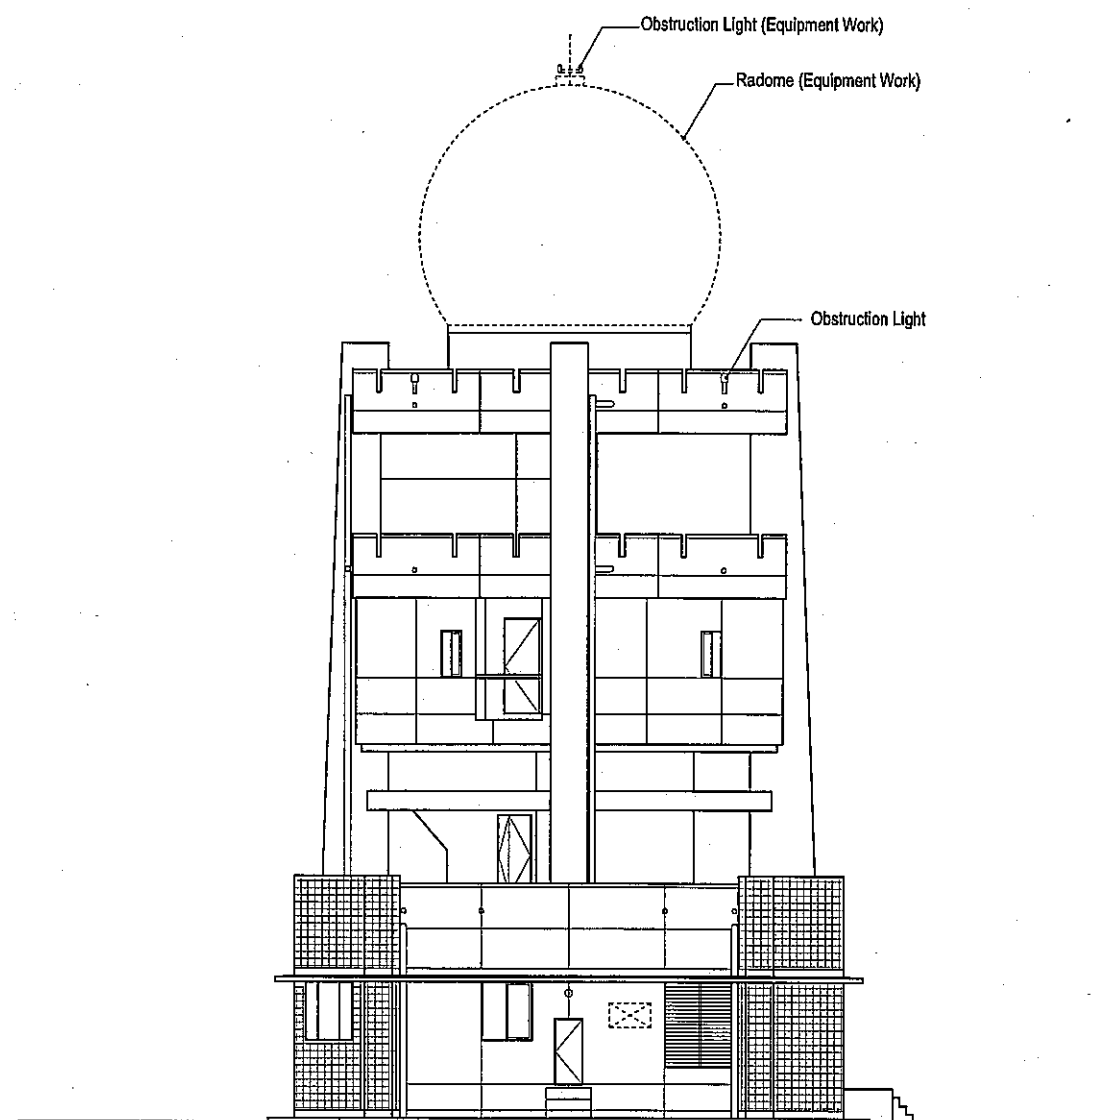 Obstruction Light (Equipment Work)
Radome (Equipment Work)
Obstruction Light